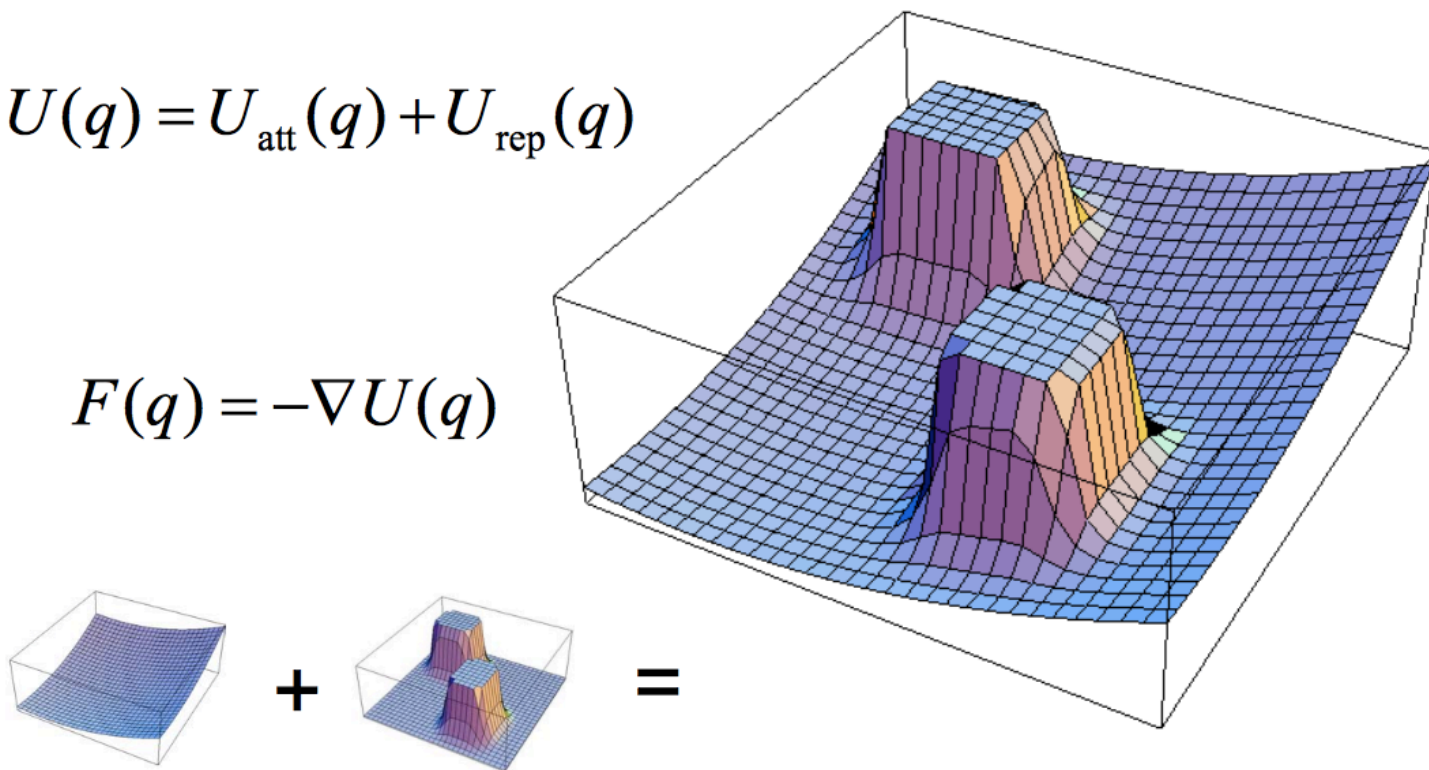 U(q) = U_att(q) + U_rep(q)
F(q) = −∇U(q)
+ =